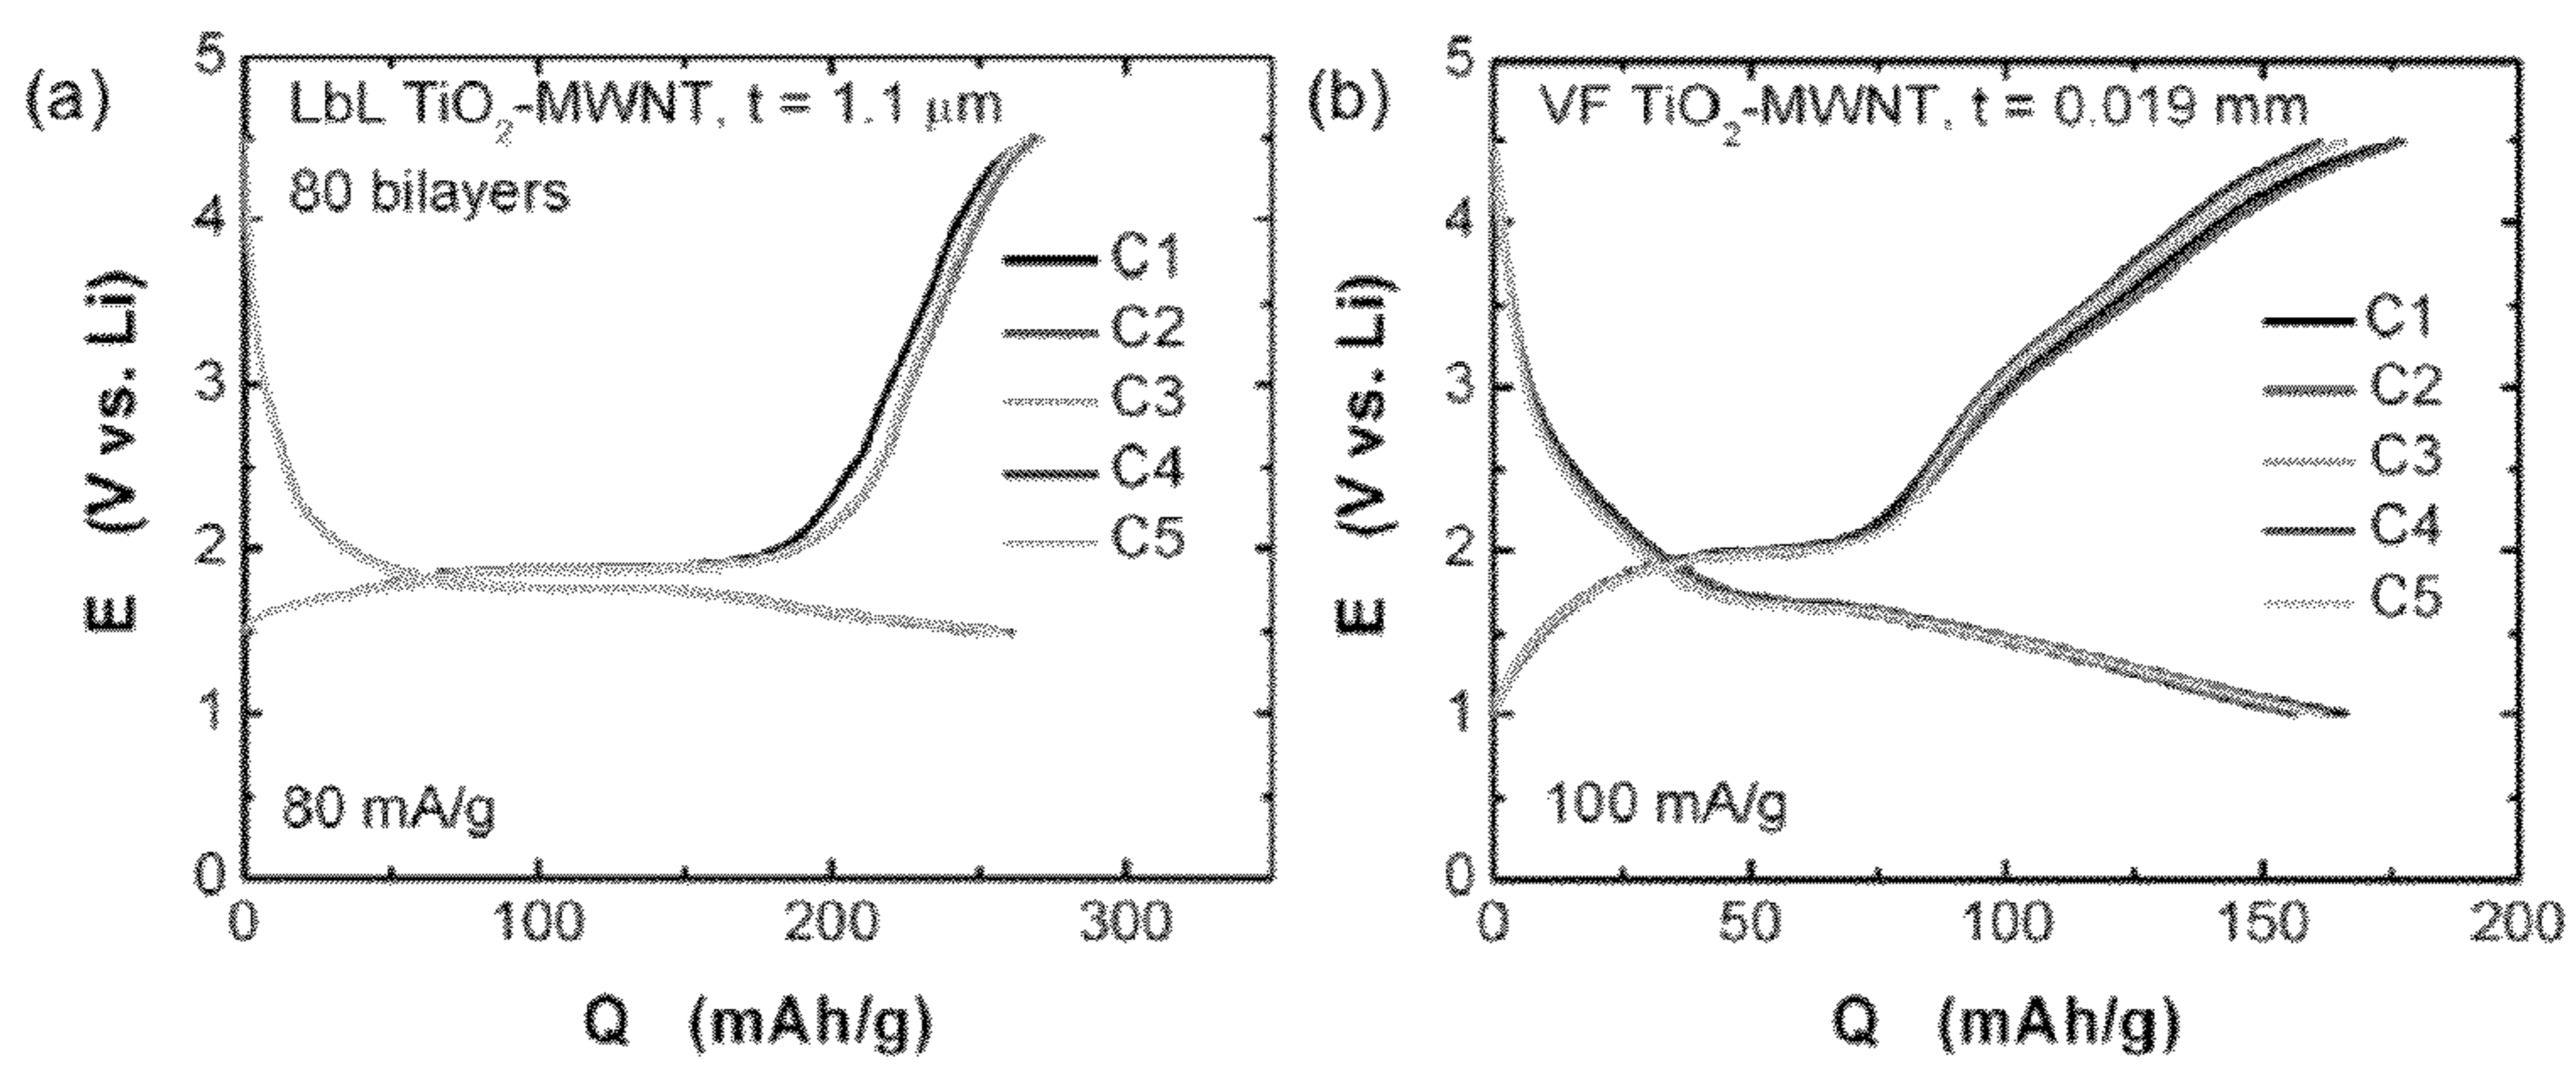 (a)
LbL TiO2-MWNT, t = 1.1 μm
80 bilayers
C1
C2
C3
C4
C5
80 mA/g
5
4
3
2
1
0
E (V vs. Li)
0 100 200 300
Q (mAh/g)
(b)
VF TiO2-MWNT, t = 0.019 mm
C1
C2
C3
C4
C5
100 mA/g
5
4
3
2
1
0
E (V vs. Li)
0 50 100 150 200
Q (mAh/g)